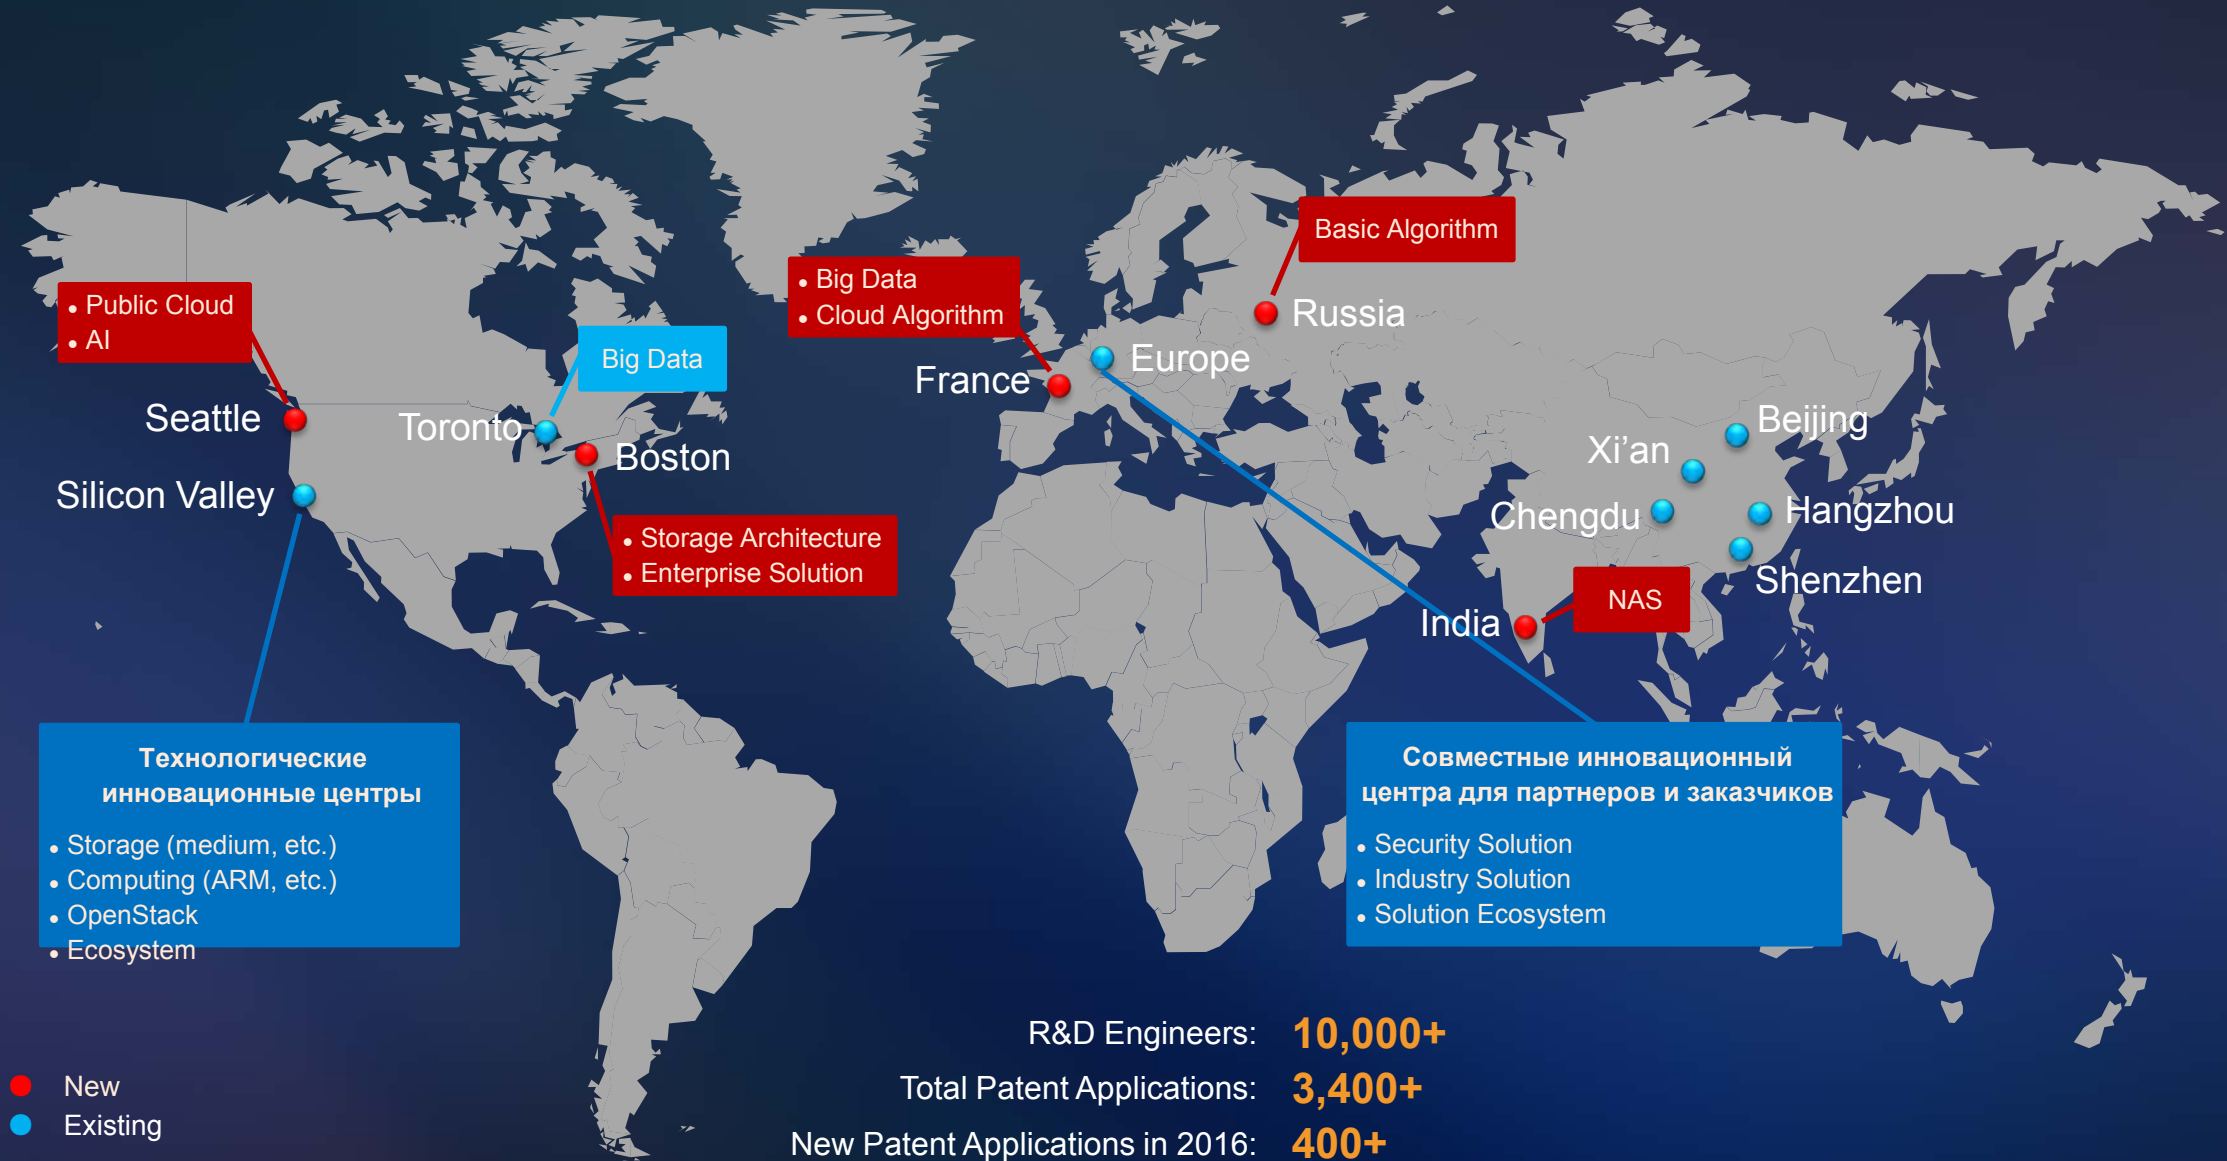 Basic Algorithm
• Big Data
• Cloud Algorithm
• Public Cloud
• AI
Russia
Big Data
Europe
France
Seattle
Toronto
Boston
Beijing
Xi’an
Silicon Valley
Chengdu
Hangzhou
• Storage Architecture
• Enterprise Solution
Shenzhen
NAS
India
Технологические
инновационные центры
• Storage (medium, etc.)
• Computing (ARM, etc.)
• OpenStack
• Ecosystem
Совместные инновационный
центра для партнеров и заказчиков
• Security Solution
• Industry Solution
• Solution Ecosystem
R&D Engineers: 10,000+
Total Patent Applications: 3,400+
New Patent Applications in 2016: 400+
New
Existing